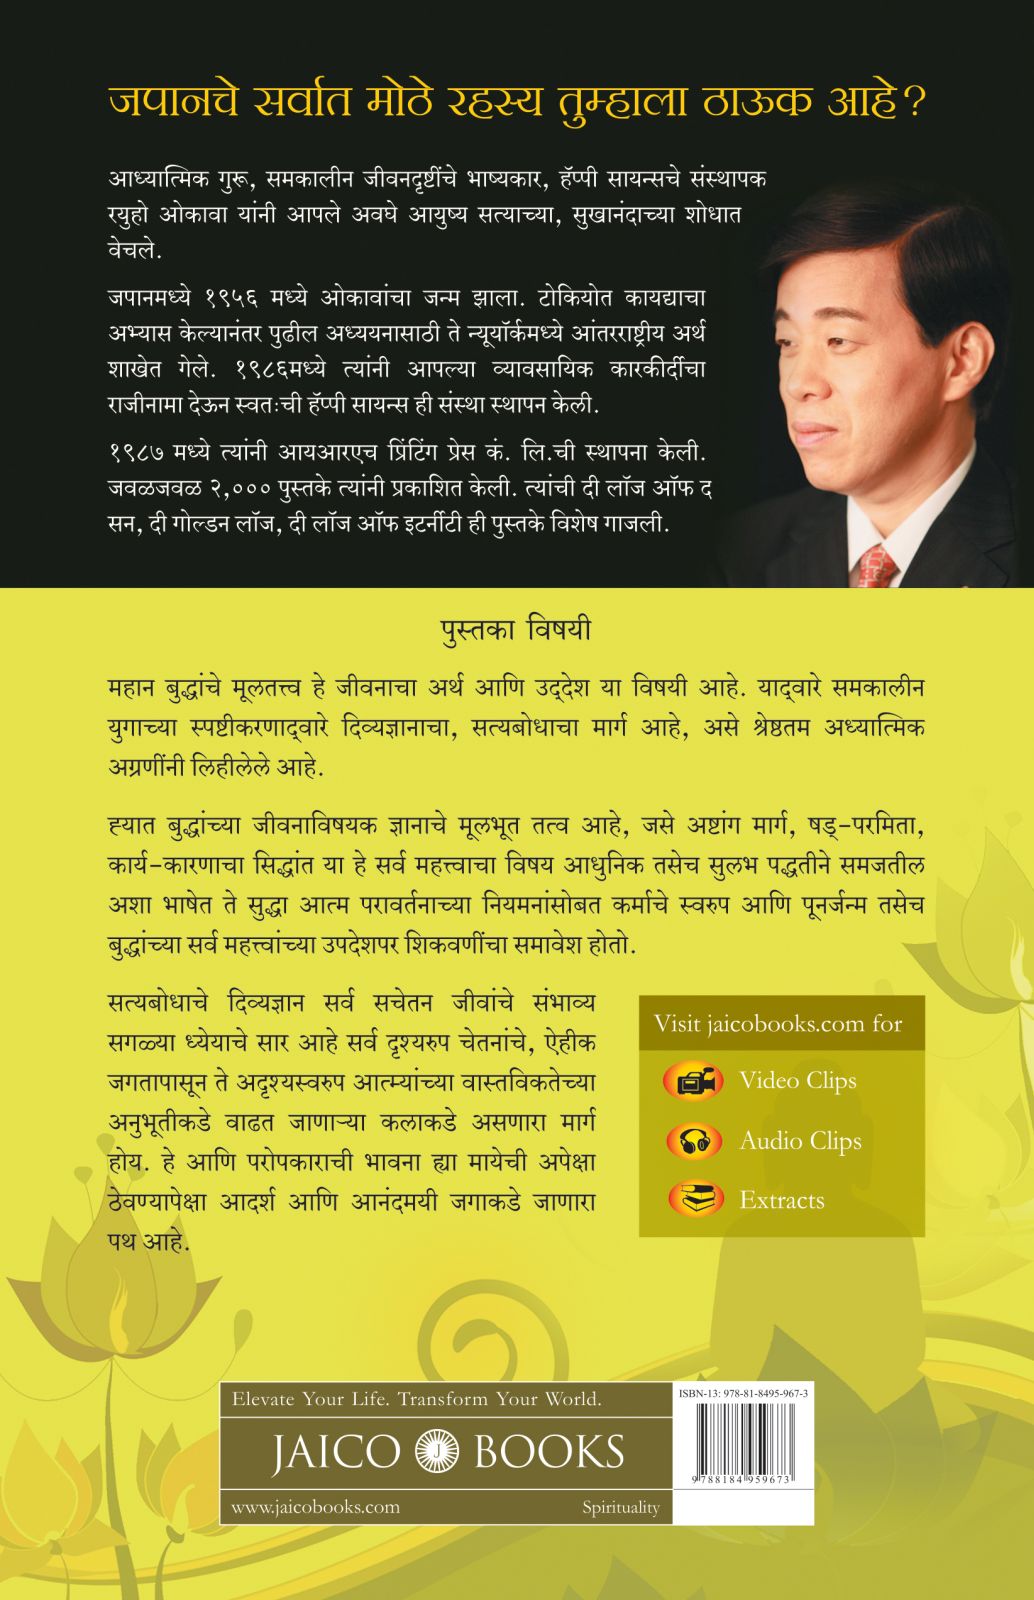 जपानचे सर्वात मोठे रहस्य तुम्हाला ठाऊक आहे?
आध्यात्मिक गुरू, समकालीन जीवनदृष्टींचे भाष्यकार, हॅप्पी सायन्सचे संस्थापक
रयुहो ओकावा यांनी आपले अवघे आयुष्य सत्याच्या, सुखानंदाच्या शोधात
वेचले.
जपानमध्ये १९५६ मध्ये ओकावांचा जन्म झाला. टोकियोत कायद्याचा
अभ्यास केल्यानंतर पुढील अध्ययनासाठी ते न्यूयॉर्कमध्ये आंतरराष्ट्रीय अर्थ
शाखेत गेले. १९८६मध्ये त्यांनी आपल्या व्यावसायिक कारकीर्दीचा
राजीनामा देऊन स्वतःची हॅप्पी सायन्स ही संस्था स्थापन केली.
१९८७ मध्ये त्यांनी आयआरएच प्रिंटिंग प्रेस कं. लि.ची स्थापना केली.
जवळजवळ २,००० पुस्तके त्यांनी प्रकाशित केली. त्यांची दी लॉज ऑफ द
सन, दी गोल्डन लॉज, दी लॉज ऑफ इटर्नीटी ही पुस्तके विशेष गाजली.
पुस्तका विषयी
महान बुद्धांचे मूलतत्त्व हे जीवनाचा अर्थ आणि उद्‌देश या विषयी आहे. याद्‌वारे समकालीन
युगाच्या स्पष्टीकरणाद्‌वारे दिव्यज्ञानाचा, सत्यबोधाचा मार्ग आहे, असे श्रेष्ठतम अध्यात्मिक
अग्रणींनी लिहीलेले आहे.
ह्यात बुद्धांच्या जीवनाविषयक ज्ञानाचे मूलभूत तत्व आहे, जसे अष्टांग मार्ग, षड्-परमिता,
कार्य-कारणाचा सिद्धांत या हे सर्व महत्त्वाचा विषय आधुनिक तसेच सुलभ पद्धतीने समजतील
अशा भाषेत ते सुद्धा आत्म परावर्तनाच्या नियमनांसोबत कर्माचे स्वरुप आणि पूनर्जन्म तसेच
बुद्धांच्या सर्व महत्त्वांच्या उपदेशपर शिकवणींचा समावेश होतो.
सत्यबोधाचे दिव्यज्ञान सर्व सचेतन जीवांचे संभाव्य
सगळ्या ध्येयाचे सार आहे सर्व दृश्यरुप चेतनांचे, ऐहीक
जगतापासून ते अदृश्यस्वरुप आत्म्यांच्या वास्तविकतेच्या
अनुभूतीकडे वाढत जाणाऱ्या कलाकडे असणारा मार्ग
होय. हे आणि परोपकाराची भावना ह्या मायेची अपेक्षा
ठेवण्यापेक्षा आदर्श आणि आनंदमयी जगाकडे जाणारा
पथ आहे.
Visit jaicobooks.com for
Video Clips
Audio Clips
Extracts
Elevate Your Life. Transform Your World.
JAICO J BOOKS
www.jaicobooks.com Spirituality
ISBN-13: 978-81-8495-967-3
9 788184 959673